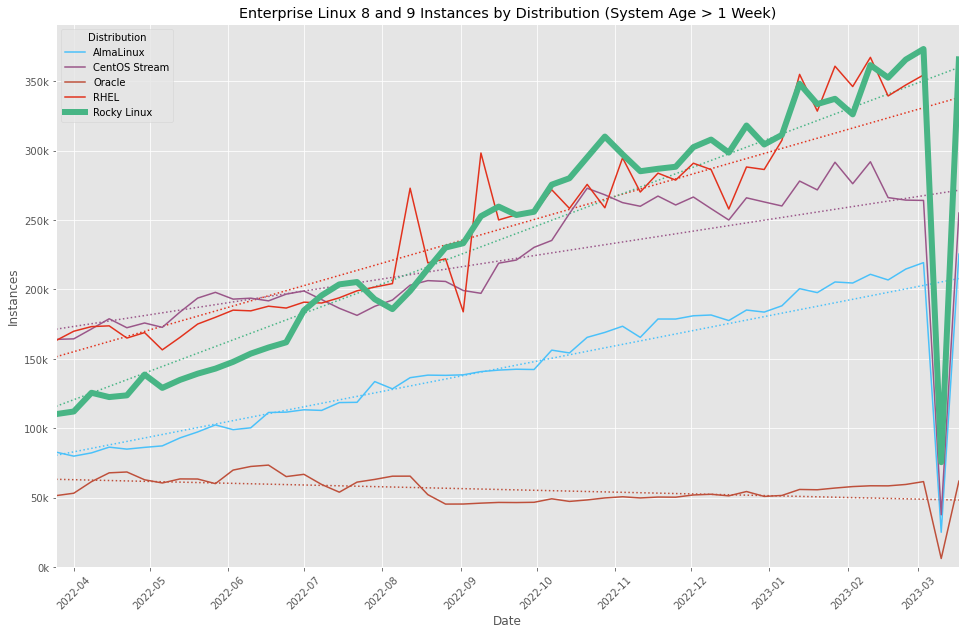 Enterprise Linux 8 and 9 Instances by Distribution (System Age > 1 Week)
Distribution
AlmaLinux
CentOS Stream
Oracle
RHEL
Rocky Linux
350k
300k
250k
200k
150k
100k
50k
0k
Instances
2022-04
2022-05
2022-06
2022-07
2022-08
2022-09
2022-10
2022-11
2022-12
2023-01
2023-02
2023-03
Date